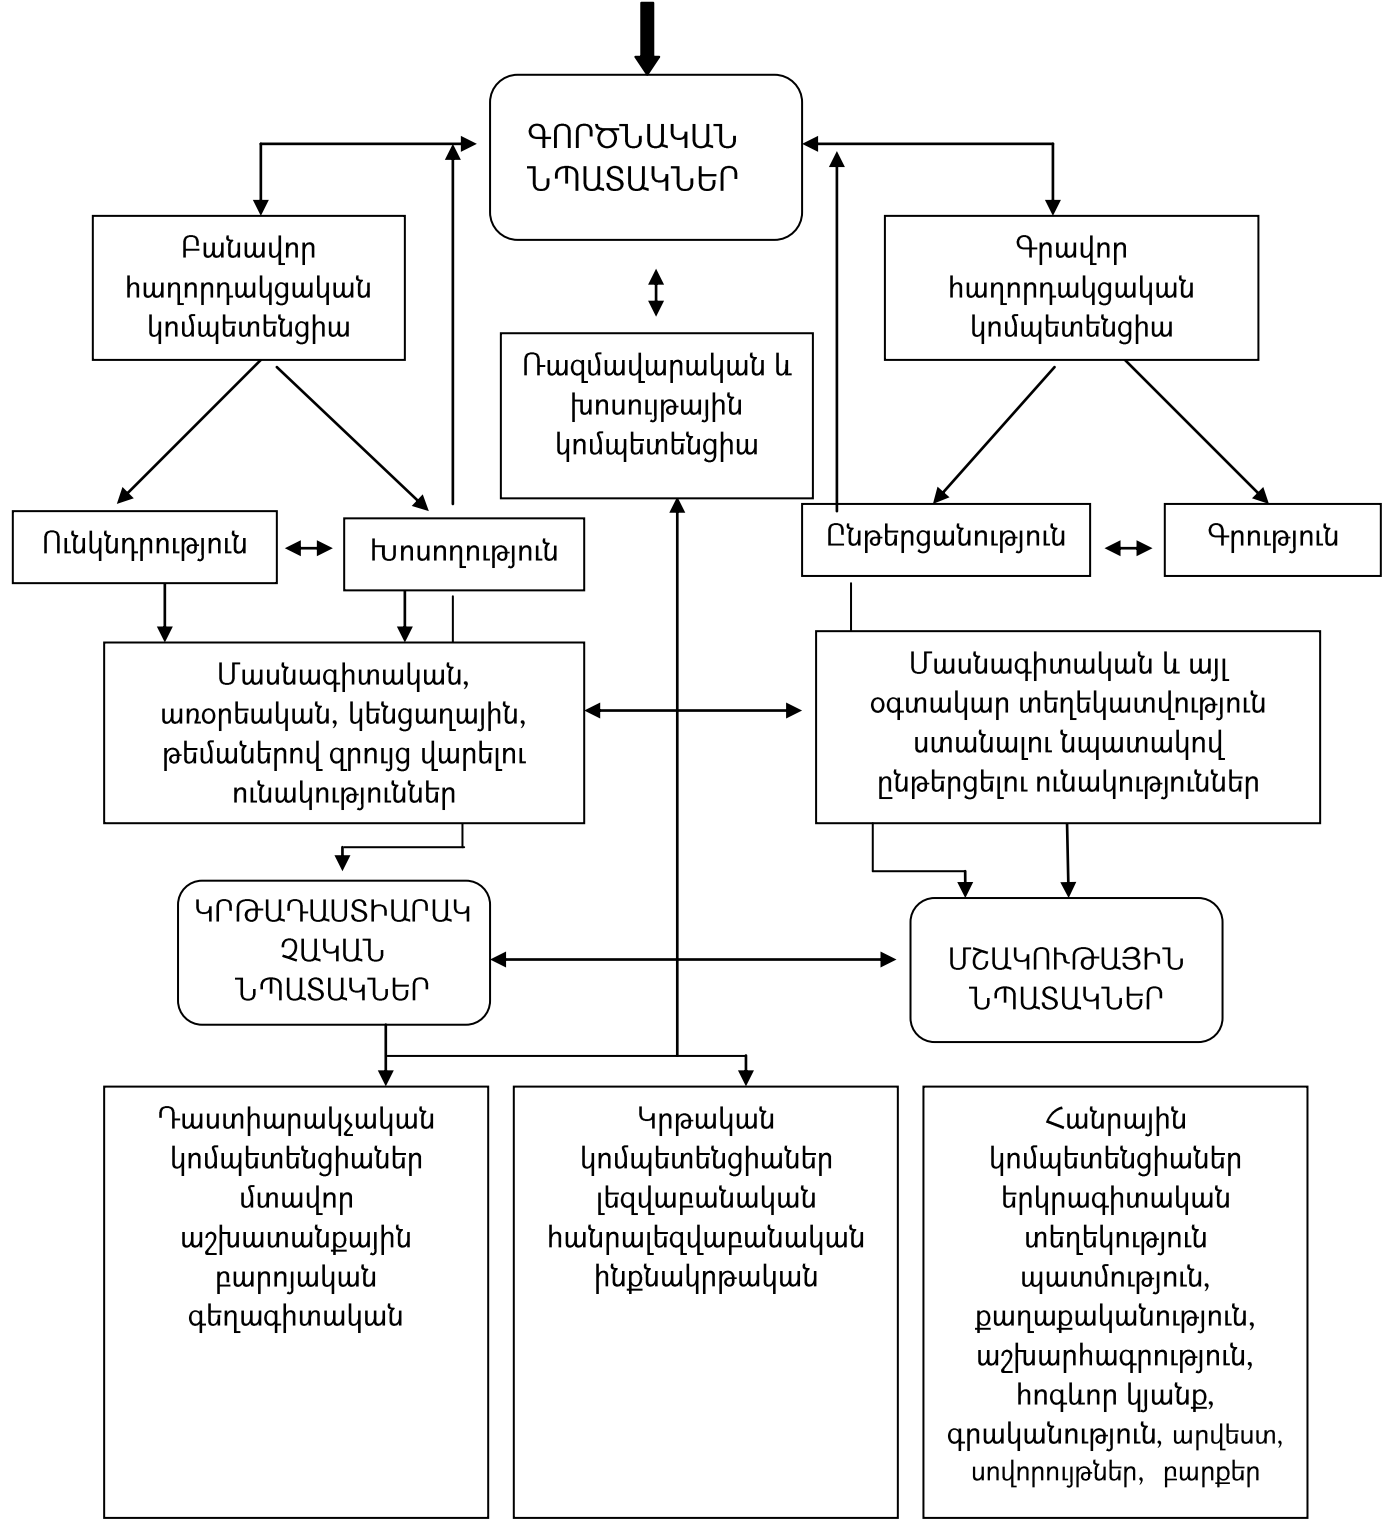 ԳՈՐԾՆԱԿԱՆ
ՆՊԱՏԱԿՆԵՐ
Բանավոր
հաղորդակցական
կոմպետենցիա
Գրավոր
հաղորդակցական
կոմպետենցիա
Ռազմավարական և
խոսույթային
կոմպետենցիա
Ունկնդրություն
Խոսողություն
Ընթերցանություն
Գրություն
Մասնագիտական,
առօրեական, կենցաղային,
թեմաներով զրույց վարելու
ունակություններ
Մասնագիտական և այլ
օգտակար տեղեկատվություն
ստանալու նպատակով
ընթերցելու ունակություններ
ԿՐԹԱԴԱՍՏԻԱՐԱԿ
ՉԱԿԱՆ
ՆՊԱՏԱԿՆԵՐ
ՄՇԱԿՈՒԹԱՅԻՆ
ՆՊԱՏԱԿՆԵՐ
Դաստիարակչական
կոմպետենցիաներ
մտավոր
աշխատանքային
բարոյական
գեղագիտական
Կրթական
կոմպետենցիաներ
լեզվաբանական
հանրալեզվաբանական
ինքնակրթական
Հանրային
կոմպետենցիաներ
երկրագիտական
տեղեկություն
պատմություն,
քաղաքականություն,
աշխարհագրություն,
հոգևոր կյանք,
գրականություն, արվեստ,
սովորույթներ, բարքեր